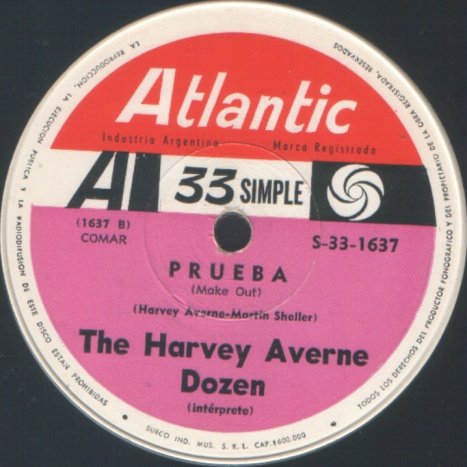 Atlantic
Industria Argentina Marca Registrada
A 33 SIMPLE
(1637 B)
COMAR
S-33-1637
PRUEBA
(Make Out)
(Harvey Averne-Martin Sheller)
The Harvey Averne
Dozen
(intérprete)
SURCO IND. MUS. S.R.L. CAP. $600.000
LA REPRODUCCION, LA EJECUCION PUBLICA Y LA RADIODIFUSION DE ESTE DISCO ESTAN PROHIBIDAS
TODOS LOS DERECHOS DEL PRODUCTOR FONOGRAFICO Y DEL PROPIETARIO DE LA OBRA REGISTRADA, RESERVADOS